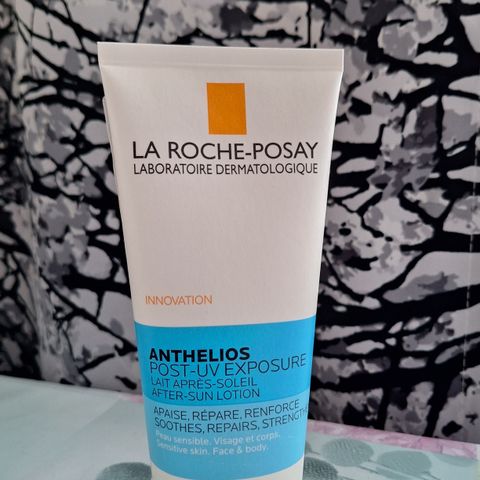 LA ROCHE-POSAY
LABORATOIRE DERMATOLOGIQUE
INNOVATION
ANTHELIOS
POST-UV EXPOSURE
LAIT APRÈS-SOLEIL
AFTER-SUN LOTION
APAISE, RÉPARE, RENFORCE
SOOTHES, REPAIRS, STRENGTHE
Peau sensible. Visage et corps.
Sensitive skin. Face & body.